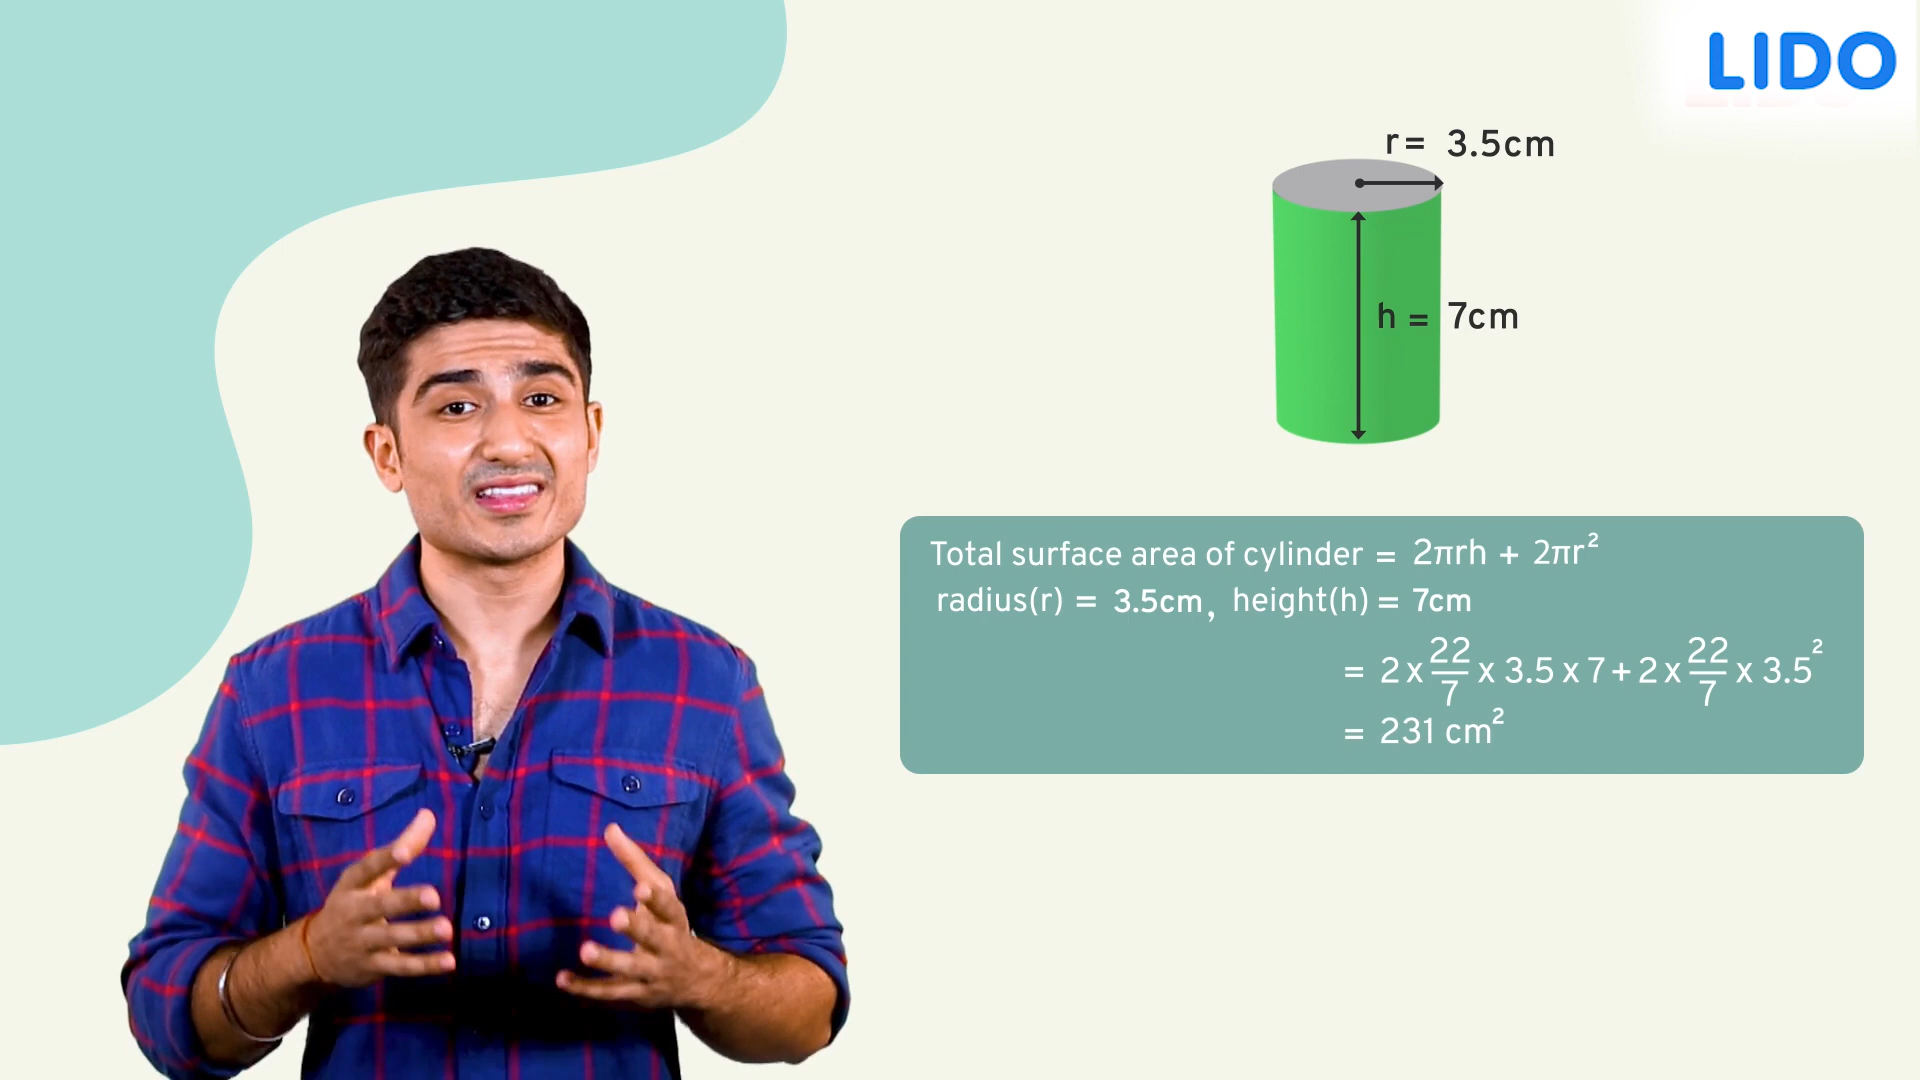 LIDO
r = 3.5cm
h = 7cm
Total surface area of cylinder = 2πrh + 2πr²
radius(r) = 3.5cm, height(h) = 7cm
= 2 x 22/7 x 3.5 x 7 + 2 x 22/7 x 3.5²
= 231 cm²